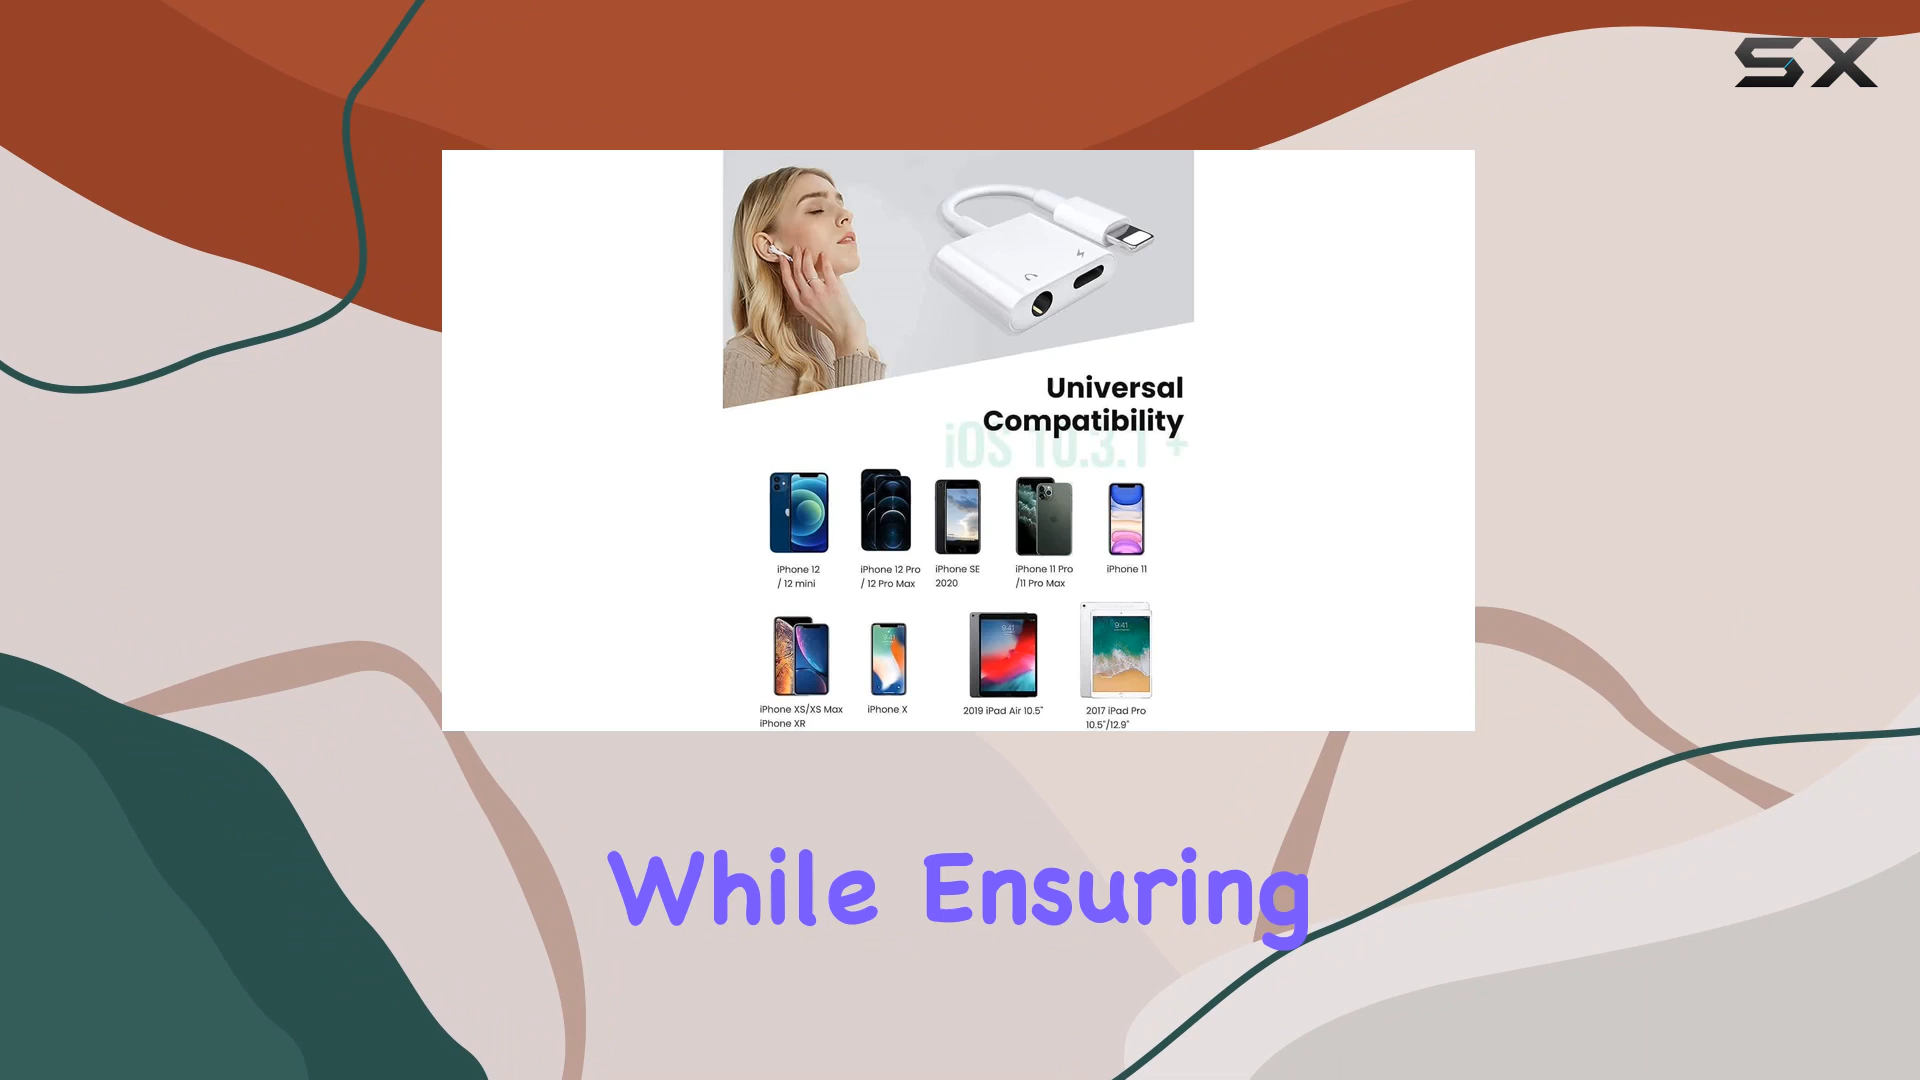 SX
Universal
Compatibility
iOS 10.3.1 +
iPhone 12
/ 12 mini
iPhone 12 Pro
/ 12 Pro Max
iPhone SE
2020
iPhone 11 Pro
/11 Pro Max
iPhone 11
iPhone XS/XS Max
iPhone XR
iPhone X
2019 iPad Air 10.5"
2017 iPad Pro
10.5"/12.9"
While Ensuring